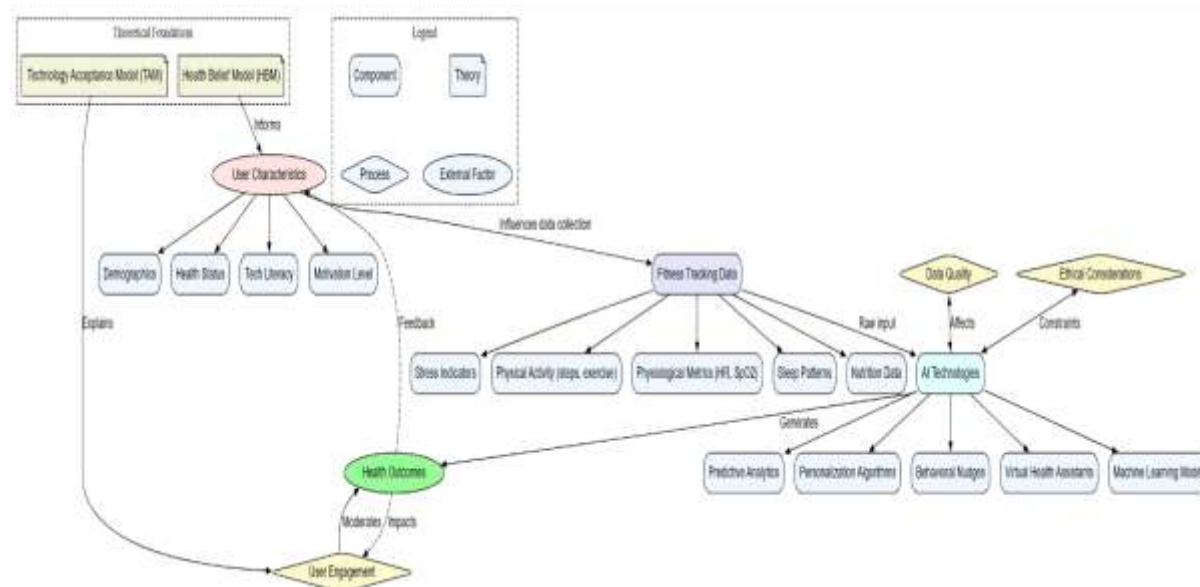 Theoretical Foundations
Legend
Technology Acceptance Model (TAM)
Health Belief Model (HBM)
Component
Theory
Informs
User Characteristics
Process
External Factor
Influences data collection
Demographics
Health Status
Tech Literacy
Motivation Level
Fitness Tracking Data
Data Quality
Ethical Considerations
Explains
Feedback
Raw input
Affects
Constraints
Stress Indicators
Physical Activity (steps, exercise)
Physiological Metrics (HR, SpO2)
Sleep Patterns
Nutrition Data
AI Technologies
Generates
Health Outcomes
Predictive Analytics
Personalization Algorithms
Behavioral Nudges
Virtual Health Assistants
Machine Learning Model
Moderates
Impacts
User Engagement